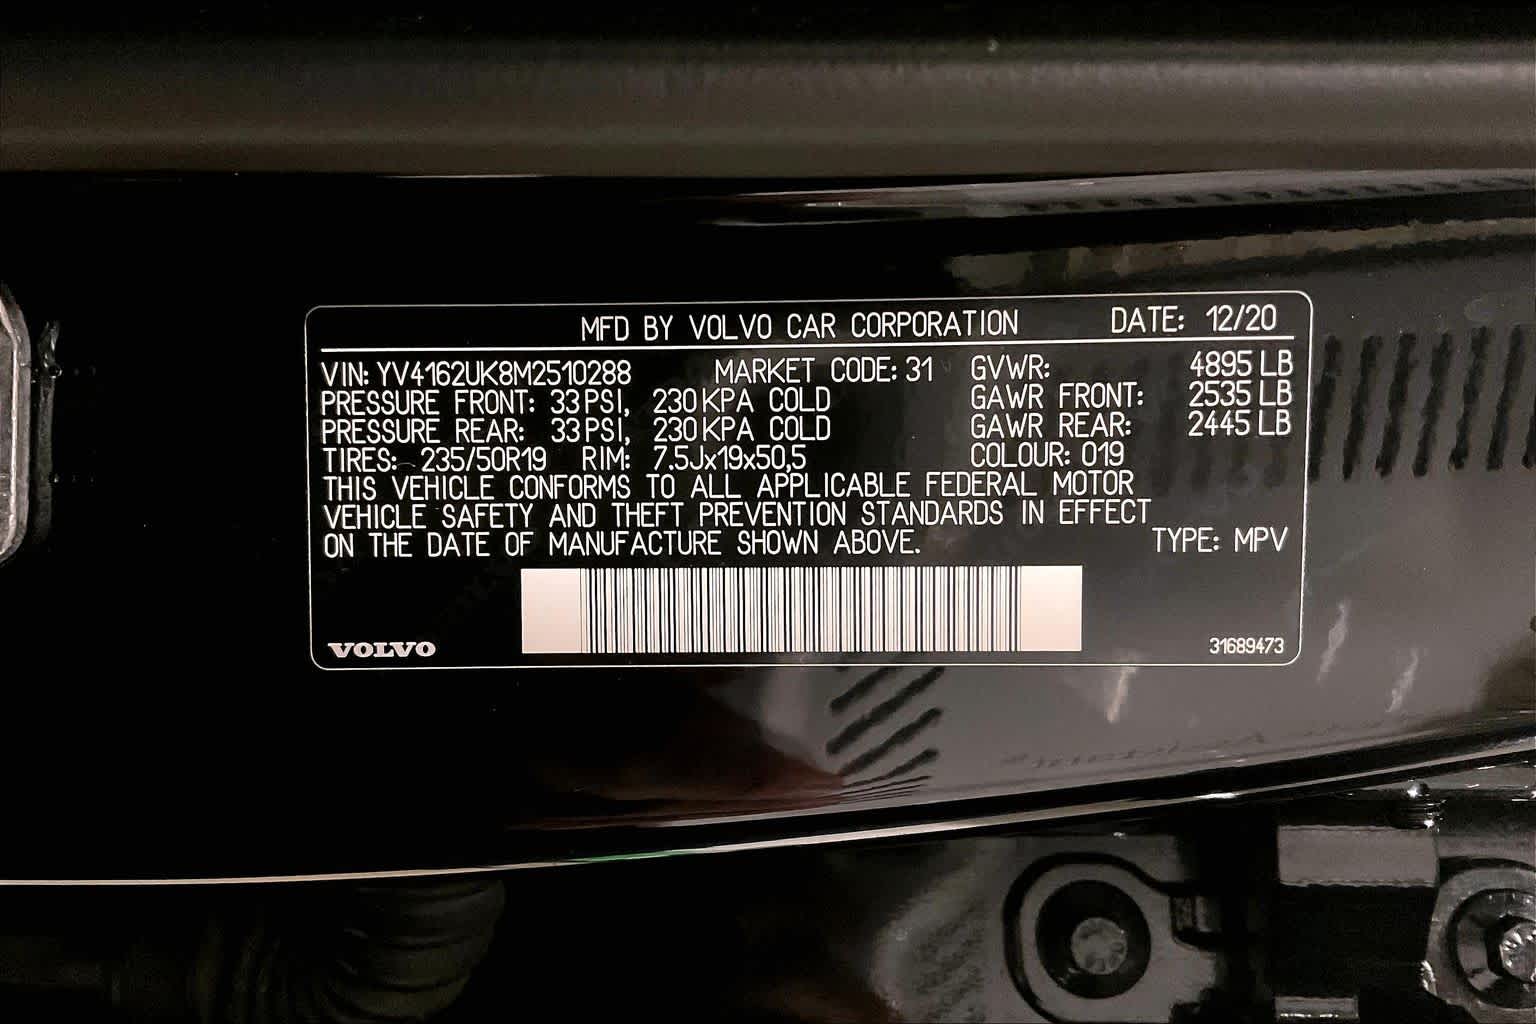 MFD BY VOLVO CAR CORPORATION DATE: 12/20
VIN: YV4162UK8M2510288 MARKET CODE: 31 GVWR: 4895 LB
PRESSURE FRONT: 33 PSI, 230 KPA COLD GAWR FRONT: 2535 LB
PRESSURE REAR: 33 PSI, 230 KPA COLD GAWR REAR: 2445 LB
TIRES: 235/50R19 RIM: 7.5Jx19x50,5 COLOUR: 019
THIS VEHICLE CONFORMS TO ALL APPLICABLE FEDERAL MOTOR
VEHICLE SAFETY AND THEFT PREVENTION STANDARDS IN EFFECT
ON THE DATE OF MANUFACTURE SHOWN ABOVE. TYPE: MPV
VOLVO 31689473